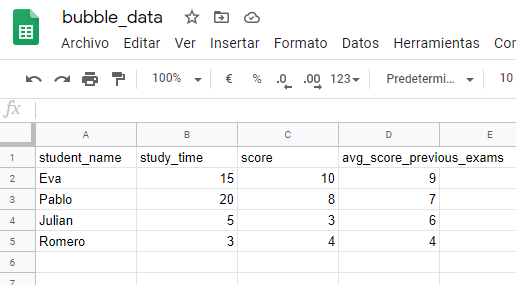 bubble_data
Archivo Editar Ver Insertar Formato Datos Herramientas
100% € % .0 .00 123 Predetermi... 10
fx
A B C D E
1 student_name study_time score avg_score_previous_exams
2 Eva 15 10 9
3 Pablo 20 8 7
4 Julian 5 3 6
5 Romero 3 4 4
6
7